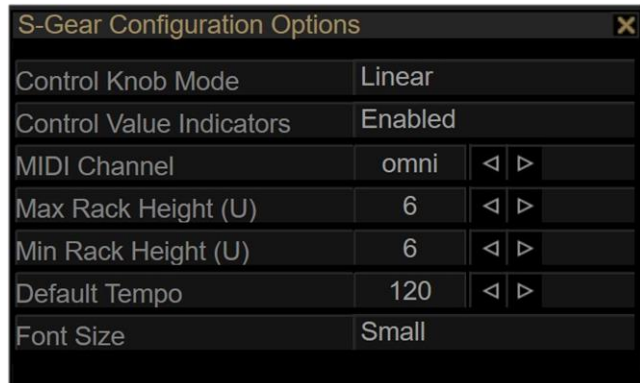 S-Gear Configuration Options
Control Knob Mode Linear
Control Value Indicators Enabled
MIDI Channel omni
Max Rack Height (U) 6
Min Rack Height (U) 6
Default Tempo 120
Font Size Small